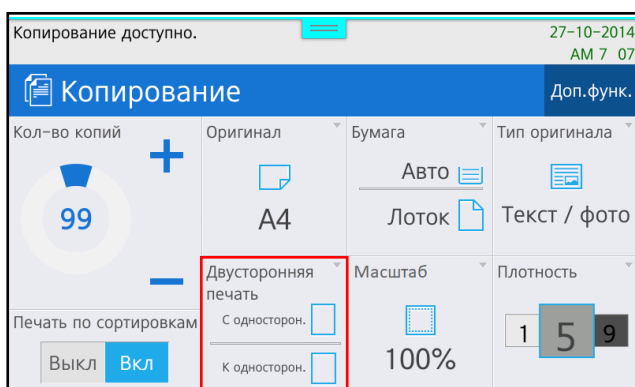 Копирование доступно.
27-10-2014
AM 7 07
Копирование
Доп.функ.
Кол-во копий
99
Печать по сортировкам
Выкл Вкл
Оригинал
A4
Бумага
Авто
Лоток
Тип оригинала
Текст / фото
Двусторонняя
печать
С односторон.
К односторон.
Масштаб
100%
Плотность
1 5 9